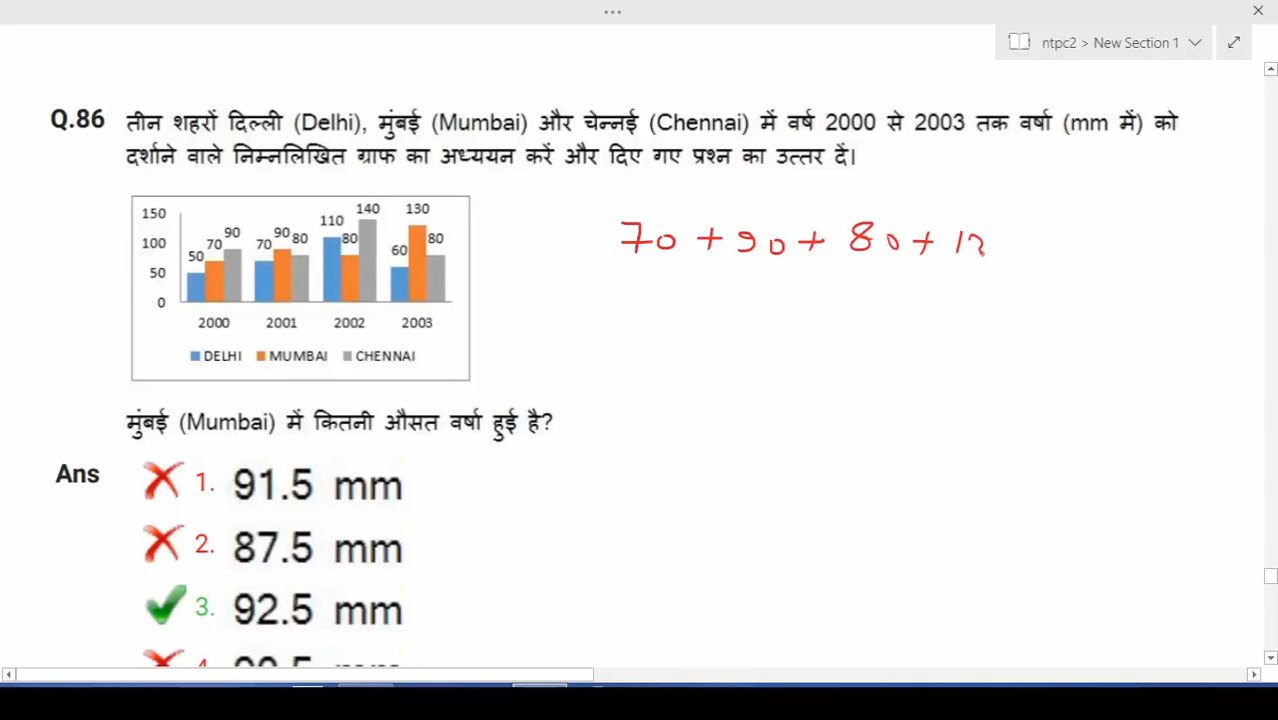 ntpc2 > New Section 1
Q.86 तीन शहरों दिल्ली (Delhi), मुंबई (Mumbai) और चेन्नई (Chennai) में वर्ष 2000 से 2003 तक वर्षा (mm में) को
दर्शाने वाले निम्नलिखित ग्राफ का अध्ययन करें और दिए गए प्रश्न का उत्तर दें।
150
100
50
0
50 70 90
70 90 80
110 80 140
60 130 80
2000 2001 2002 2003
DELHI MUMBAI CHENNAI
70 + 90 + 80 + 13
मुंबई (Mumbai) में कितनी औसत वर्षा हुई है?
Ans
1. 91.5 mm
2. 87.5 mm
3. 92.5 mm